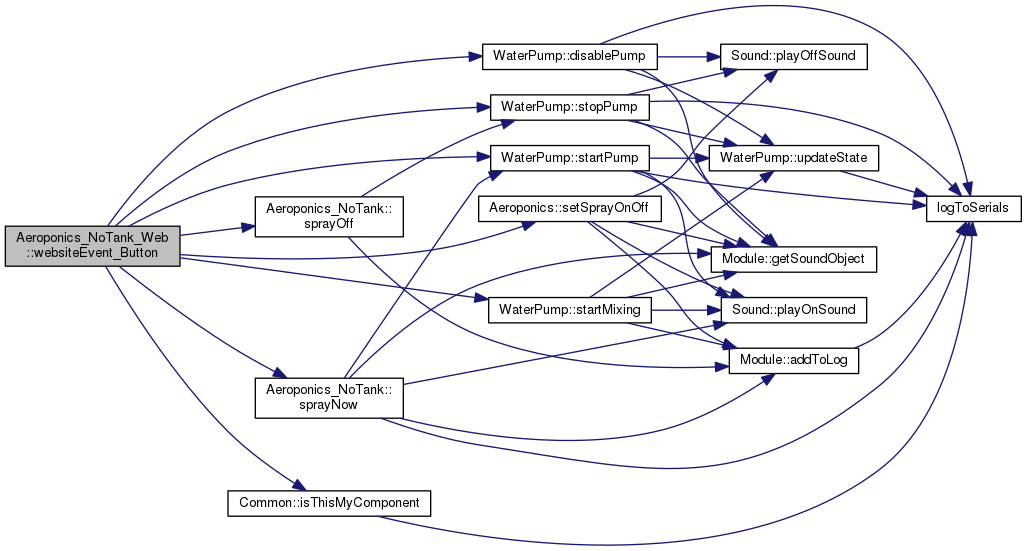 Aeroponics_NoTank_Web
::websiteEvent_Button
WaterPump::disablePump
WaterPump::stopPump
WaterPump::startPump
Aeroponics_NoTank::
sprayOff
Aeroponics::setSprayOnOff
WaterPump::startMixing
Aeroponics_NoTank::
sprayNow
Common::isThisMyComponent
Sound::playOffSound
WaterPump::updateState
Module::getSoundObject
Sound::playOnSound
Module::addToLog
logToSerials